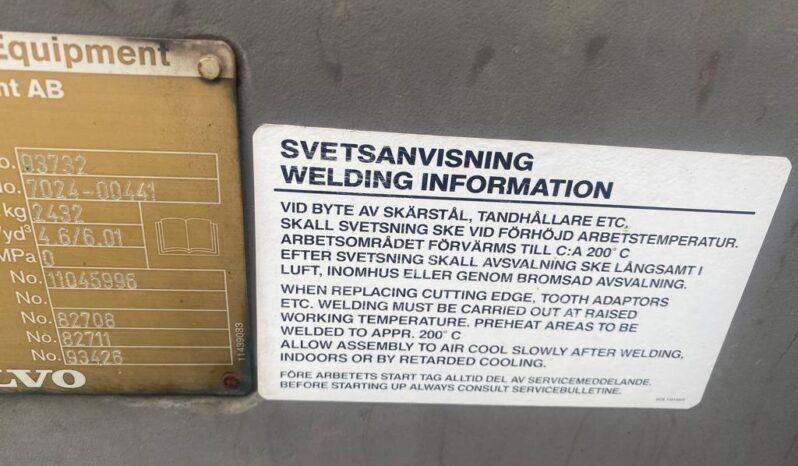 Equipment
nt AB
o. 93732
7024-00441
kg 2432
yd³ 4.6/6.01
MPa 0
No. 11045996
No.
No. 82708
No. 82711
No. 93426
LVO
11439033
SVETSANVISNING
WELDING INFORMATION
VID BYTE AV SKÄRSTÅL, TANDHÅLLARE ETC.
SKALL SVETSNING SKE VID FÖRHÖJD ARBETSTEMPERATUR.
ARBETSOMRÅDET FÖRVÄRMS TILL C:A 200° C
EFTER SVETSNING SKALL AVSVALNING SKE LÅNGSAMT I
LUFT, INOMHUS ELLER GENOM BROMSAD AVSVALNING.
WHEN REPLACING CUTTING EDGE, TOOTH ADAPTORS
ETC. WELDING MUST BE CARRIED OUT AT RAISED
WORKING TEMPERATURE. PREHEAT AREAS TO BE
WELDED TO APPR. 200° C
ALLOW ASSEMBLY TO AIR COOL SLOWLY AFTER WELDING,
INDOORS OR BY RETARDED COOLING.
FÖRE ARBETETS START TAG ALLTID DEL AV SERVICEMEDDELANDE.
BEFORE STARTING UP ALWAYS CONSULT SERVICEBULLETINE.